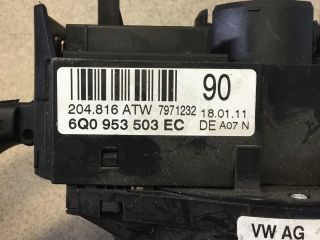 90
204.816 ATW 7971232 18.01.11
6Q0 953 503 EC DE A07 N
VW AG